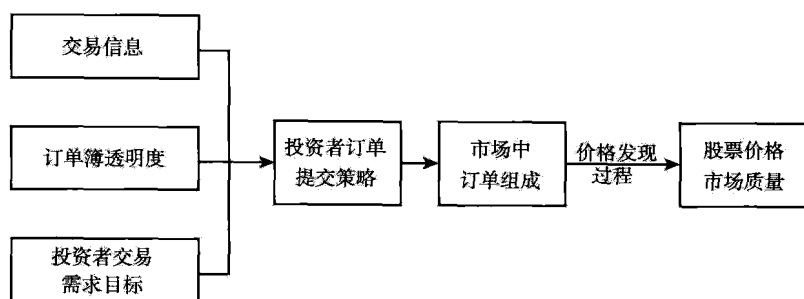 交易信息
订单簿透明度
投资者交易
需求目标
投资者订单
提交策略
市场中
订单组成
价格发现
过程
股票价格
市场质量